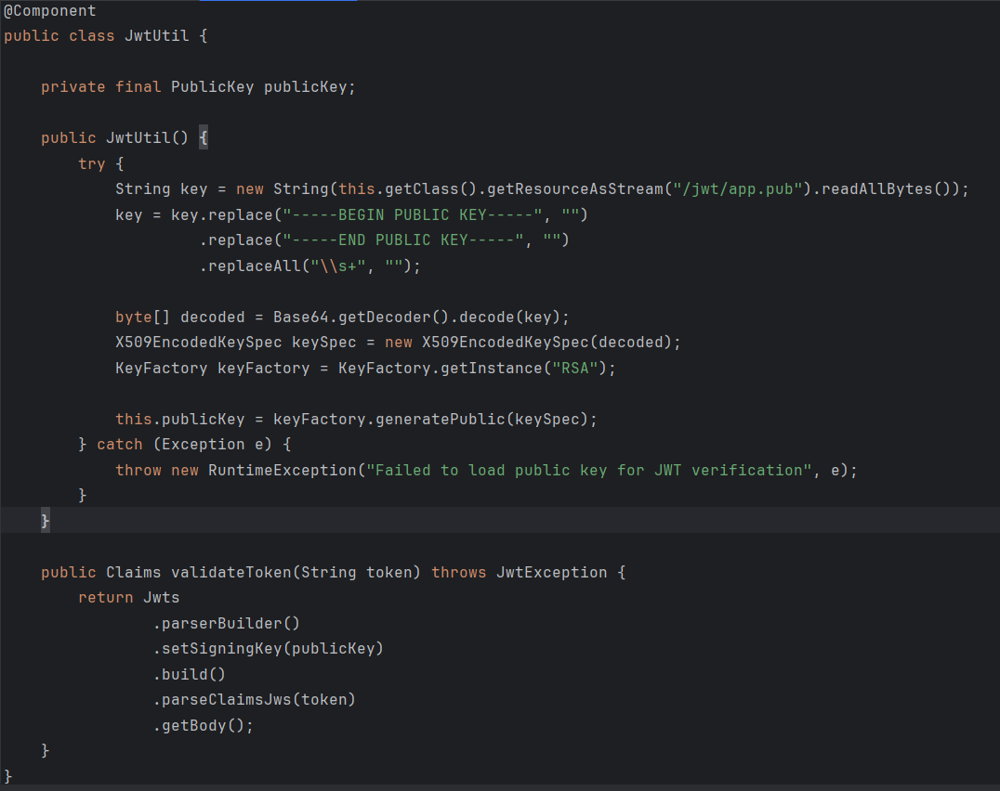 @Component
public class JwtUtil {
    private final PublicKey publicKey;
    public JwtUtil() {
        try {
            String key = new String(this.getClass().getResourceAsStream("/jwt/app.pub").readAllBytes());
            key = key.replace("-----BEGIN PUBLIC KEY-----", "")
                     .replace("-----END PUBLIC KEY-----", "")
                     .replaceAll("\\s+", "");
            byte[] decoded = Base64.getDecoder().decode(key);
            X509EncodedKeySpec keySpec = new X509EncodedKeySpec(decoded);
            KeyFactory keyFactory = KeyFactory.getInstance("RSA");
            this.publicKey = keyFactory.generatePublic(keySpec);
        } catch (Exception e) {
            throw new RuntimeException("Failed to load public key for JWT verification", e);
        }
    }
    public Claims validateToken(String token) throws JwtException {
        return Jwts
                .parserBuilder()
                .setSigningKey(publicKey)
                .build()
                .parseClaimsJws(token)
                .getBody();
    }
}